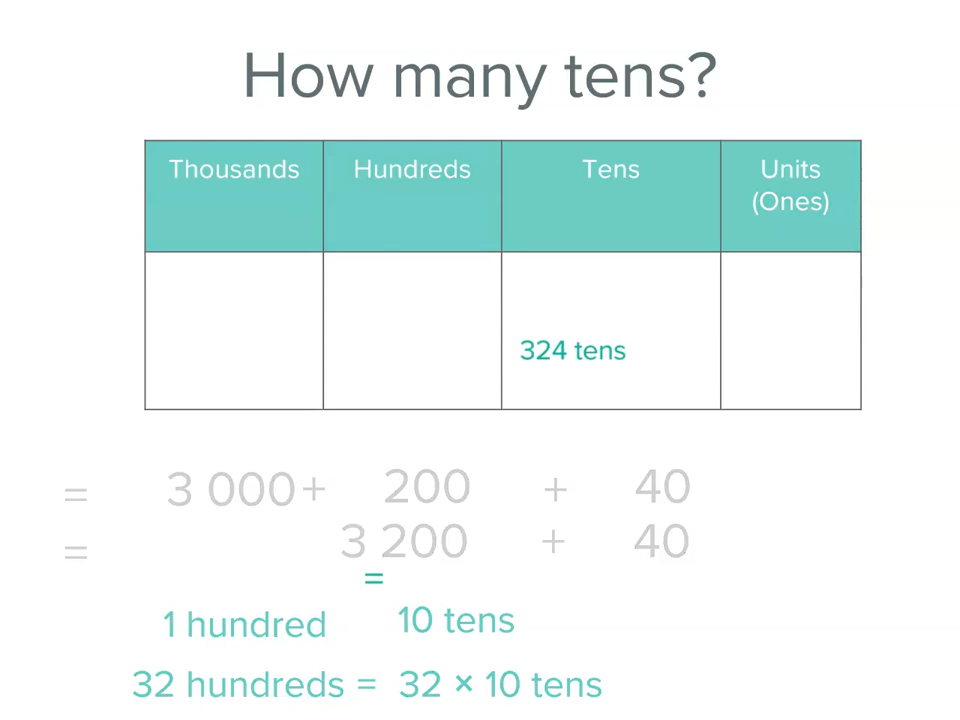 How many tens?
Thousands Hundreds Tens Units
(Ones)
324 tens
= 3 000 + 200 + 40
= 3 200 + 40
=
1 hundred 10 tens
32 hundreds = 32 × 10 tens